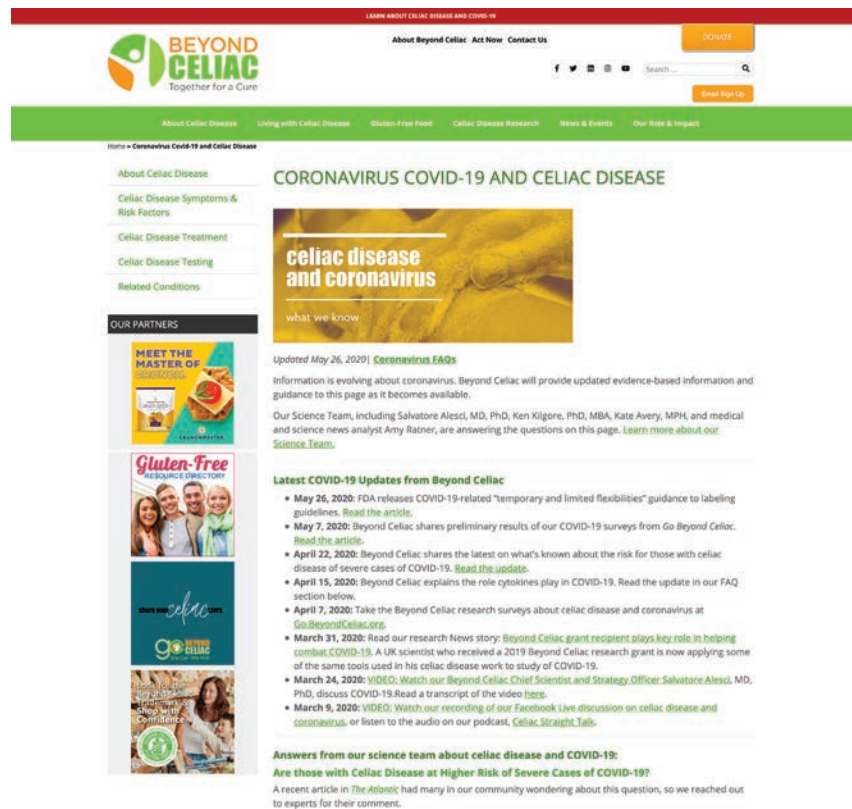 LEARN ABOUT CELIAC DISEASE AND COVID-19
BEYOND
CELIAC
Together for a Cure
About Beyond Celiac Act Now Contact Us
DONATE
Search ...
Email Sign Up
About Celiac Disease Living with Celiac Disease Gluten-Free Food Celiac Disease Research News & Events Our Role & Impact
Home » Coronavirus Covid-19 and Celiac Disease
About Celiac Disease
Celiac Disease Symptoms &
Risk Factors
Celiac Disease Treatment
Celiac Disease Testing
Related Conditions
OUR PARTNERS
MEET THE
MASTER OF
CRUNCH.
CRUNCHMASTER
Gluten-Free
RESOURCE DIRECTORY
share your celiac story
go BEYOND
CELIAC
Look for the
Beyond Celiac
Trademark &
Shop with
Confidence
CORONAVIRUS COVID-19 AND CELIAC DISEASE
celiac disease
and coronavirus
what we know
Updated May 26, 2020| Coronavirus FAQs
Information is evolving about coronavirus. Beyond Celiac will provide updated evidence-based information and
guidance to this page as it becomes available.
Our Science Team, including Salvatore Alesci, MD, PhD, Ken Kilgore, PhD, MBA, Kate Avery, MPH, and medical
and science news analyst Amy Ratner, are answering the questions on this page. Learn more about our
Science Team.
Latest COVID-19 Updates from Beyond Celiac
• May 26, 2020: FDA releases COVID-19-related “temporary and limited flexibilities” guidance to labeling
guidelines. Read the article.
• May 7, 2020: Beyond Celiac shares preliminary results of our COVID-19 surveys from Go Beyond Celiac.
Read the article.
• April 22, 2020: Beyond Celiac shares the latest on what's known about the risk for those with celiac
disease of severe cases of COVID-19. Read the update.
• April 15, 2020: Beyond Celiac explains the role cytokines play in COVID-19. Read the update in our FAQ
section below.
• April 7, 2020: Take the Beyond Celiac research surveys about celiac disease and coronavirus at
Go.BeyondCeliac.org.
• March 31, 2020: Read our research News story: Beyond Celiac grant recipient plays key role in helping
combat COVID-19. A UK scientist who received a 2019 Beyond Celiac research grant is now applying some
of the same tools used in his celiac disease work to study of COVID-19.
• March 24, 2020: VIDEO: Watch our Beyond Celiac Chief Scientist and Strategy Officer Salvatore Alesci, MD,
PhD, discuss COVID-19.Read a transcript of the video here.
• March 9, 2020: VIDEO: Watch our recording of our Facebook Live discussion on celiac disease and
coronavirus, or listen to the audio on our podcast, Celiac Straight Talk.
Answers from our science team about celiac disease and COVID-19:
Are those with Celiac Disease at Higher Risk of Severe Cases of COVID-19?
A recent article in The Atlantic had many in our community wondering about this question, so we reached out
to experts for their comment.